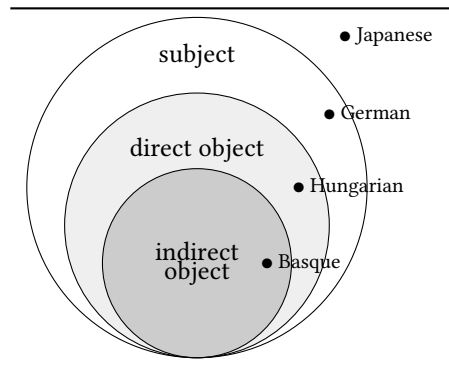 Japanese
subject
German
direct object
Hungarian
indirect
object
Basque